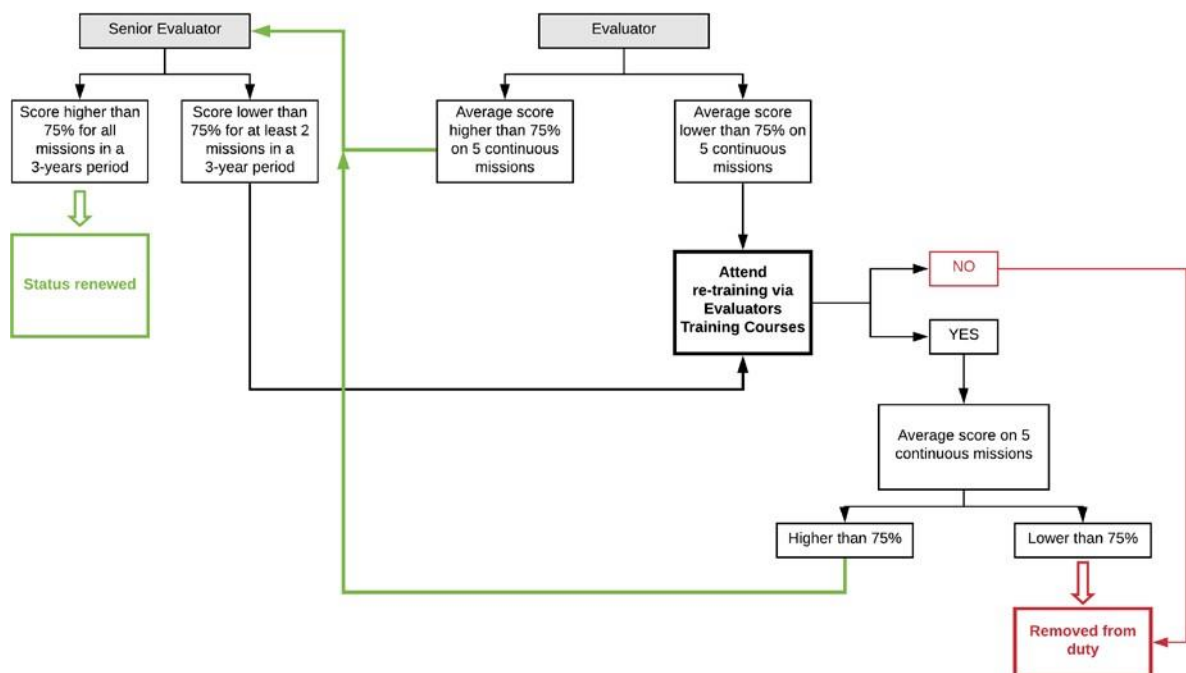 Senior Evaluator
Evaluator
Score higher than
75% for all
missions in a
3-years period
Score lower than
75% for at least 2
missions in a
3-year period
Average score
higher than 75%
on 5 continuous
missions
Average score
lower than 75% on
5 continuous
missions
Status renewed
Attend
re-training via
Evaluators
Training Courses
NO
YES
Average score on 5
continuous missions
Higher than 75%
Lower than 75%
Removed from
duty